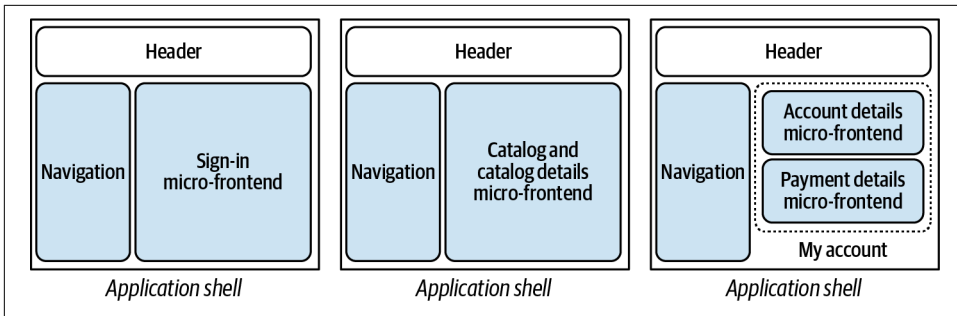 Header
Navigation
Sign-in
micro-frontend
Application shell
Header
Navigation
Catalog and
catalog details
micro-frontend
Application shell
Header
Navigation
Account details
micro-frontend
Payment details
micro-frontend
My account
Application shell